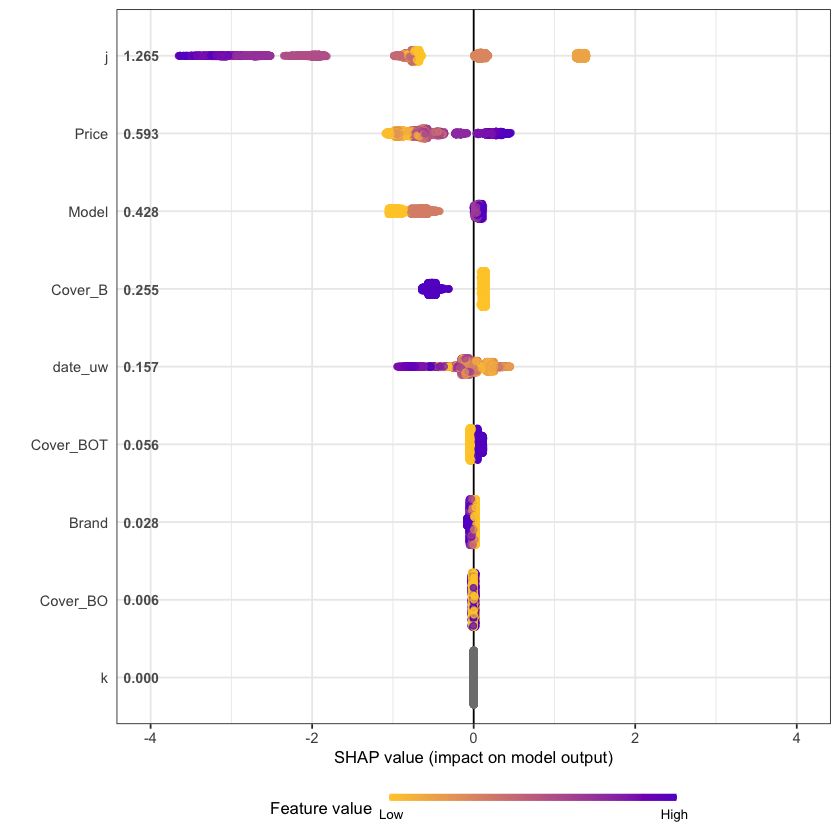 j 1.265
Price 0.593
Model 0.428
Cover_B 0.255
date_uw 0.157
Cover_BOT 0.056
Brand 0.028
Cover_BO 0.006
k 0.000
-4 -2 0 2 4
SHAP value (impact on model output)
Feature value
Low High